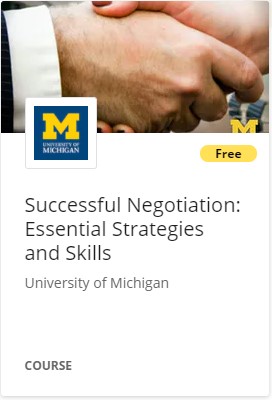 M
UNIVERSITY OF
MICHIGAN
M
Free
Successful Negotiation:
Essential Strategies
and Skills
University of Michigan
COURSE